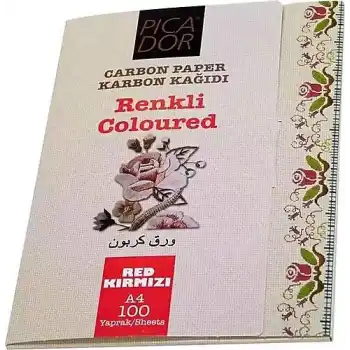 PICA
DOR
CARBON PAPER
KARBON KAĞIDI
Renkli
Coloured
ورق كربون
RED
KIRMIZI
A4
100
Yaprak/Sheets